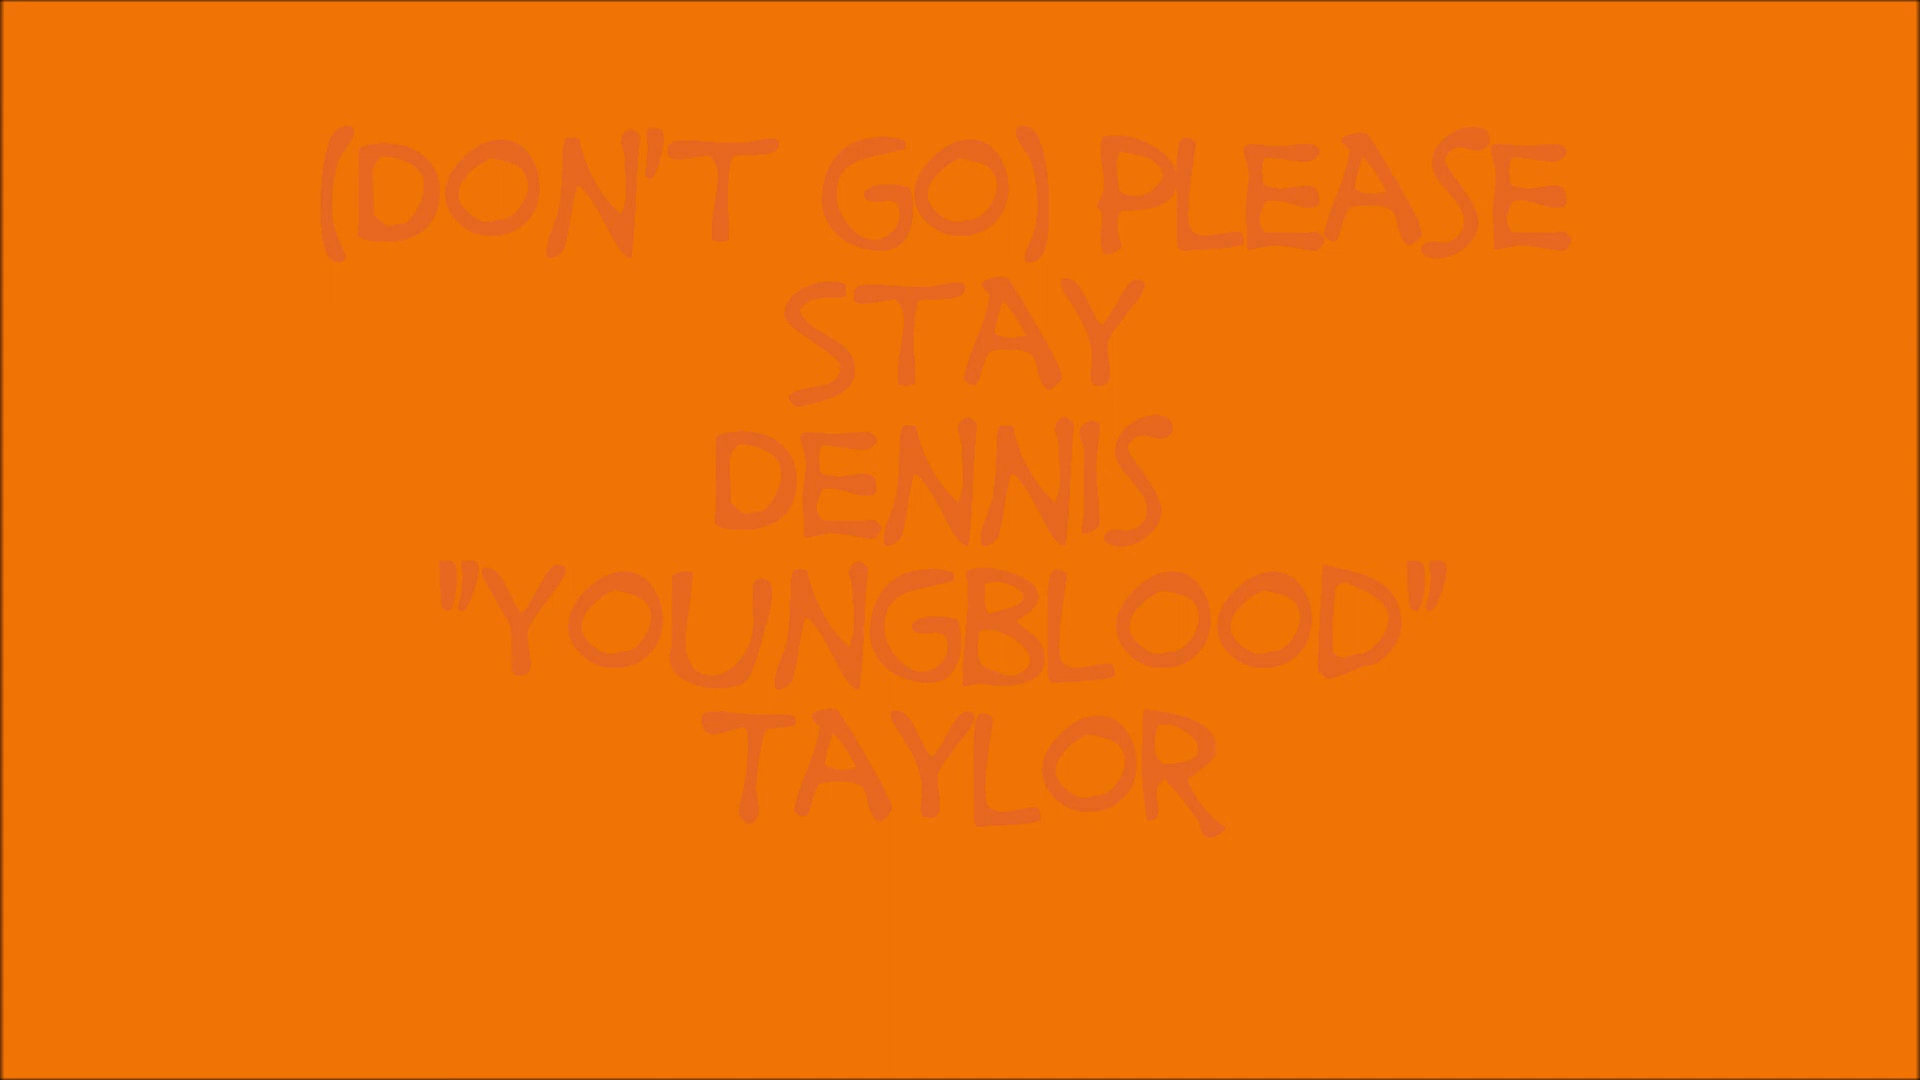 (DON'T GO) PLEASE
STAY
DENNIS
"YOUNGBLOOD"
TAYLOR